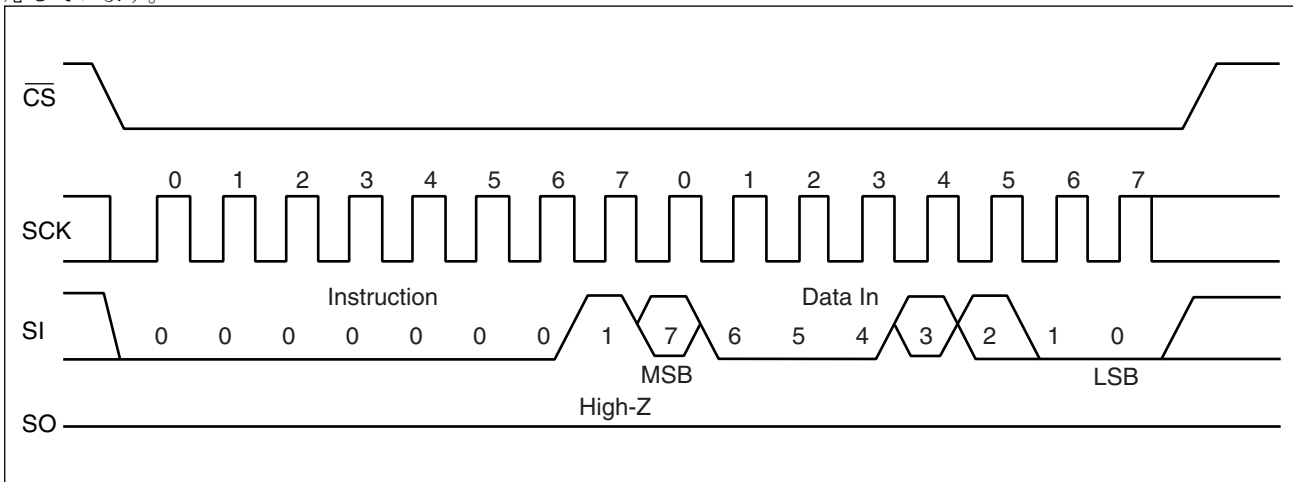 CS
0 1 2 3 4 5 6 7 0 1 2 3 4 5 6 7
SCK
Instruction Data In
SI 0 0 0 0 0 0 0 1 7 6 5 4 3 2 1 0
MSB LSB
High-Z
SO